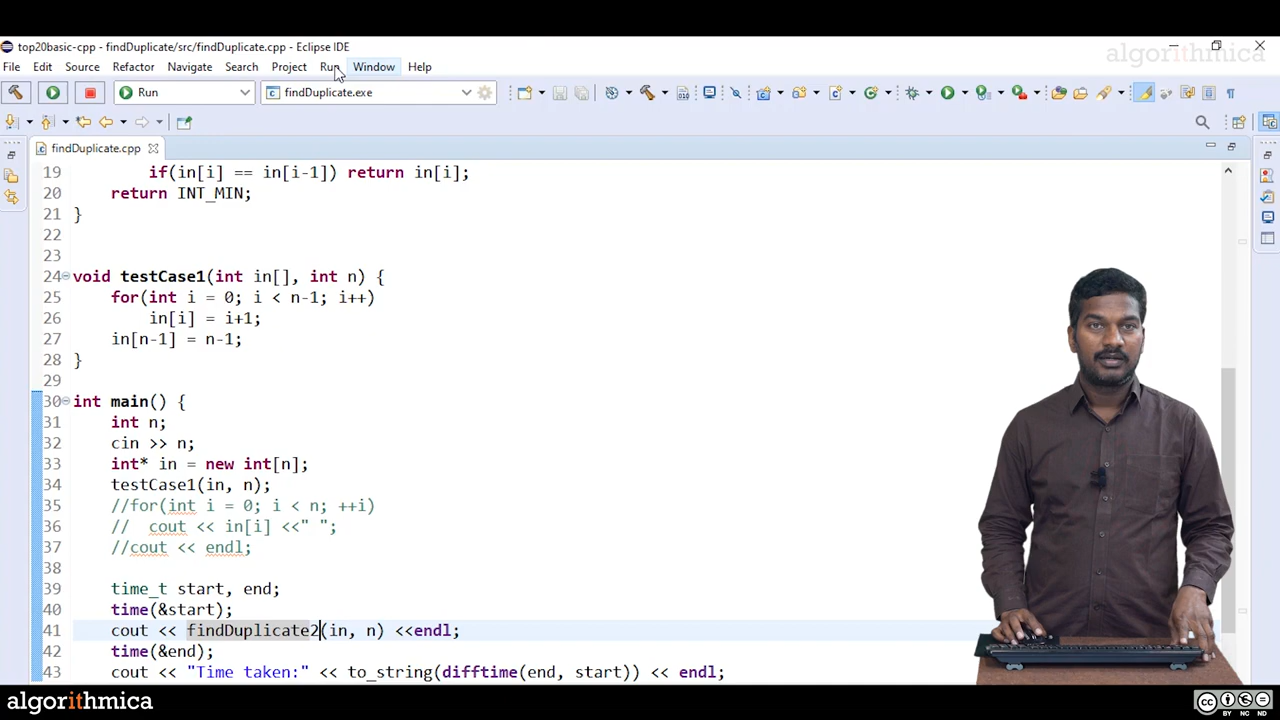 top20basic-cpp - findDuplicate/src/findDuplicate.cpp - Eclipse IDE
algorithmica
File Edit Source Refactor Navigate Search Project Run Window Help
Run findDuplicate.exe
findDuplicate.cpp
19 if(in[i] == in[i-1]) return in[i];
20 return INT_MIN;
21 }
22
23
24 void testCase1(int in[], int n) {
25 for(int i = 0; i < n-1; i++)
26 in[i] = i+1;
27 in[n-1] = n-1;
28 }
29
30 int main() {
31 int n;
32 cin >> n;
33 int* in = new int[n];
34 testCase1(in, n);
35 //for(int i = 0; i < n; ++i)
36 // cout << in[i] <<" ";
37 //cout << endl;
38
39 time_t start, end;
40 time(&start);
41 cout << findDuplicate2(in, n) <<endl;
42 time(&end);
43 cout << "Time taken:" << to_string(difftime(end, start)) << endl;
algorithmica
cc BY NC ND